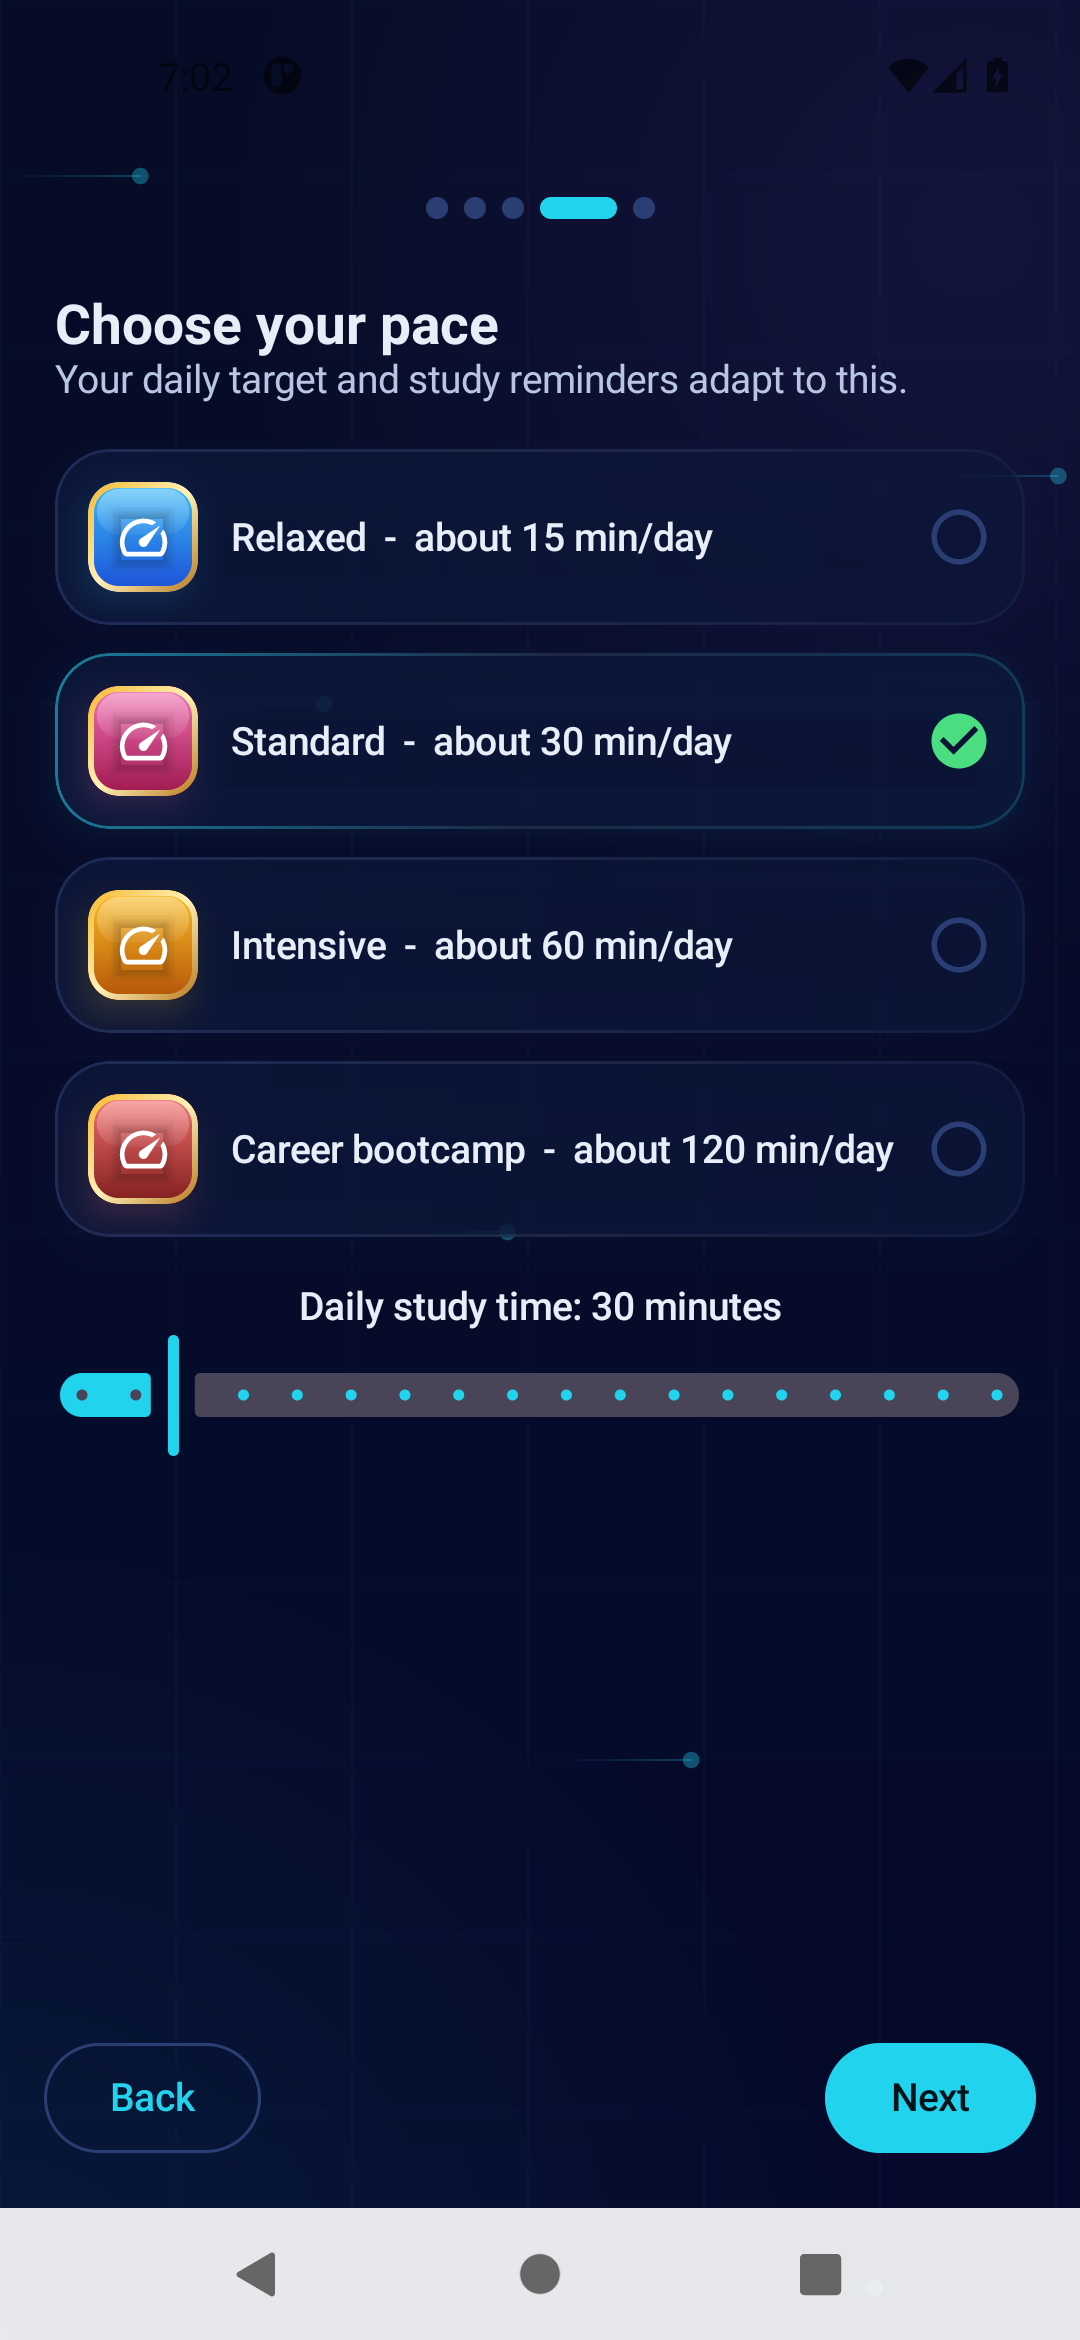 7:02
Choose your pace
Your daily target and study reminders adapt to this.
Relaxed - about 15 min/day
Standard - about 30 min/day
Intensive - about 60 min/day
Career bootcamp - about 120 min/day
Daily study time: 30 minutes
Back
Next